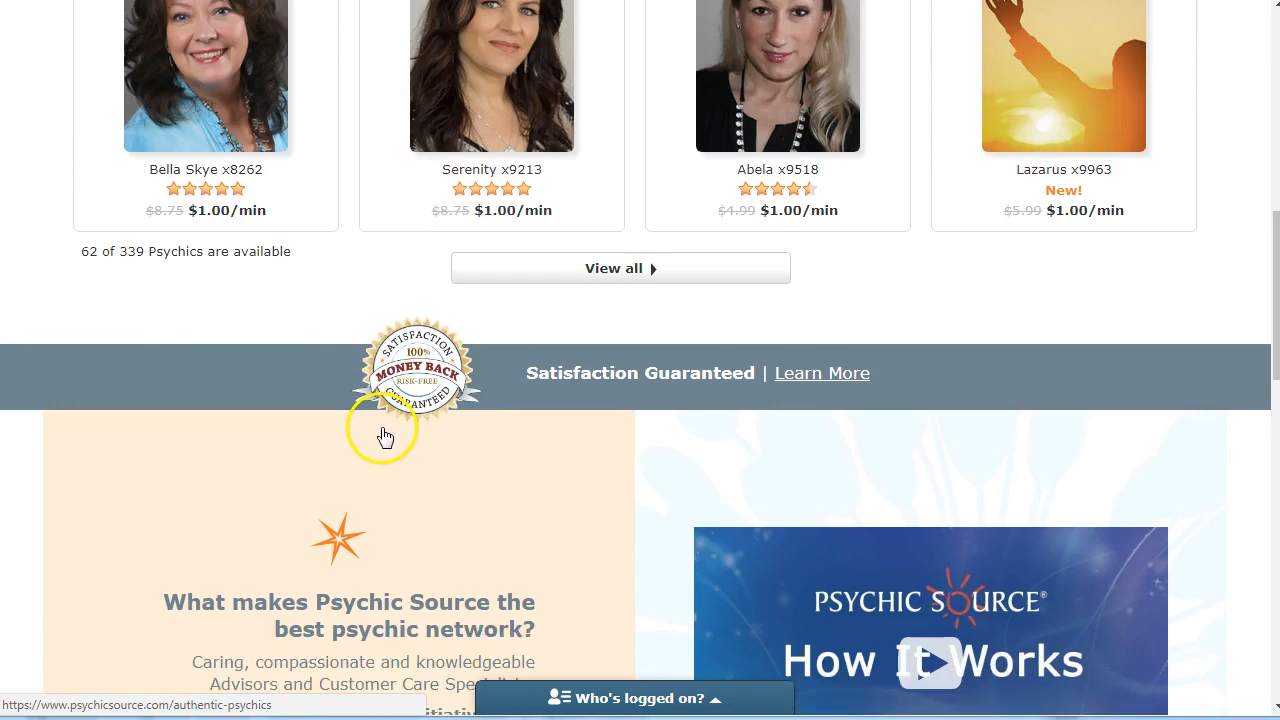 Bella Skye x8262
$8.75 $1.00/min
Serenity x9213
$8.75 $1.00/min
Abela x9518
$4.99 $1.00/min
Lazarus x9963
New!
$5.99 $1.00/min
62 of 339 Psychics are available
View all
SATISFACTION
100%
MONEY BACK
RISK-FREE
GUARANTEED
Satisfaction Guaranteed | Learn More
What makes Psychic Source the
best psychic network?
Caring, compassionate and knowledgeable
Advisors and Customer Care
PSYCHIC SOURCE®
How It Works
Who's logged on?
https://www.psychicsource.com/authentic-psychics